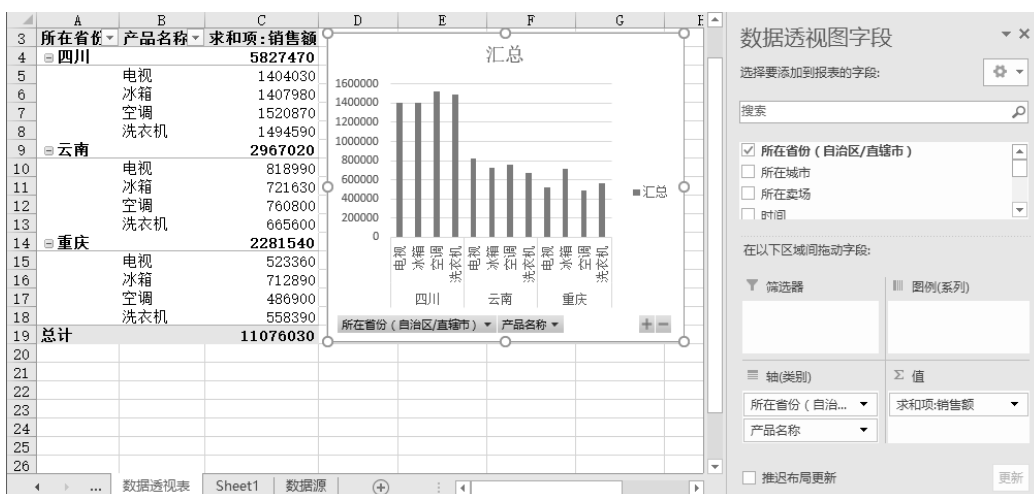 A B C D E F G
3 所在省份 产品名称 求和项:销售额
4 四川 5827470
5 电视 1404030
6 冰箱 1407980
7 空调 1520870
8 洗衣机 1494590
9 云南 2967020
10 电视 818990
11 冰箱 721630
12 空调 760800
13 洗衣机 665600
14 重庆 2281540
15 电视 523360
16 冰箱 712890
17 空调 486900
18 洗衣机 558390
19 总计 11076030
20
21
22
23
24
25
26
汇总
1600000
1400000
1200000
1000000
800000
600000
400000
200000
0
电视 冰箱 空调 洗衣机 电视 冰箱 空调 洗衣机 电视 冰箱 空调 洗衣机
四川 云南 重庆
汇总
所在省份（自治区/直辖市） 产品名称
... 数据透视表 Sheet1 数据源
数据透视图字段
选择要添加到报表的字段:
搜索
所在省份（自治区/直辖市）
所在城市
所在卖场
时间
在以下区域间拖动字段:
筛选器 图例(系列)
轴(类别) Σ 值
所在省份（自治... 求和项:销售额
产品名称
推迟布局更新 更新